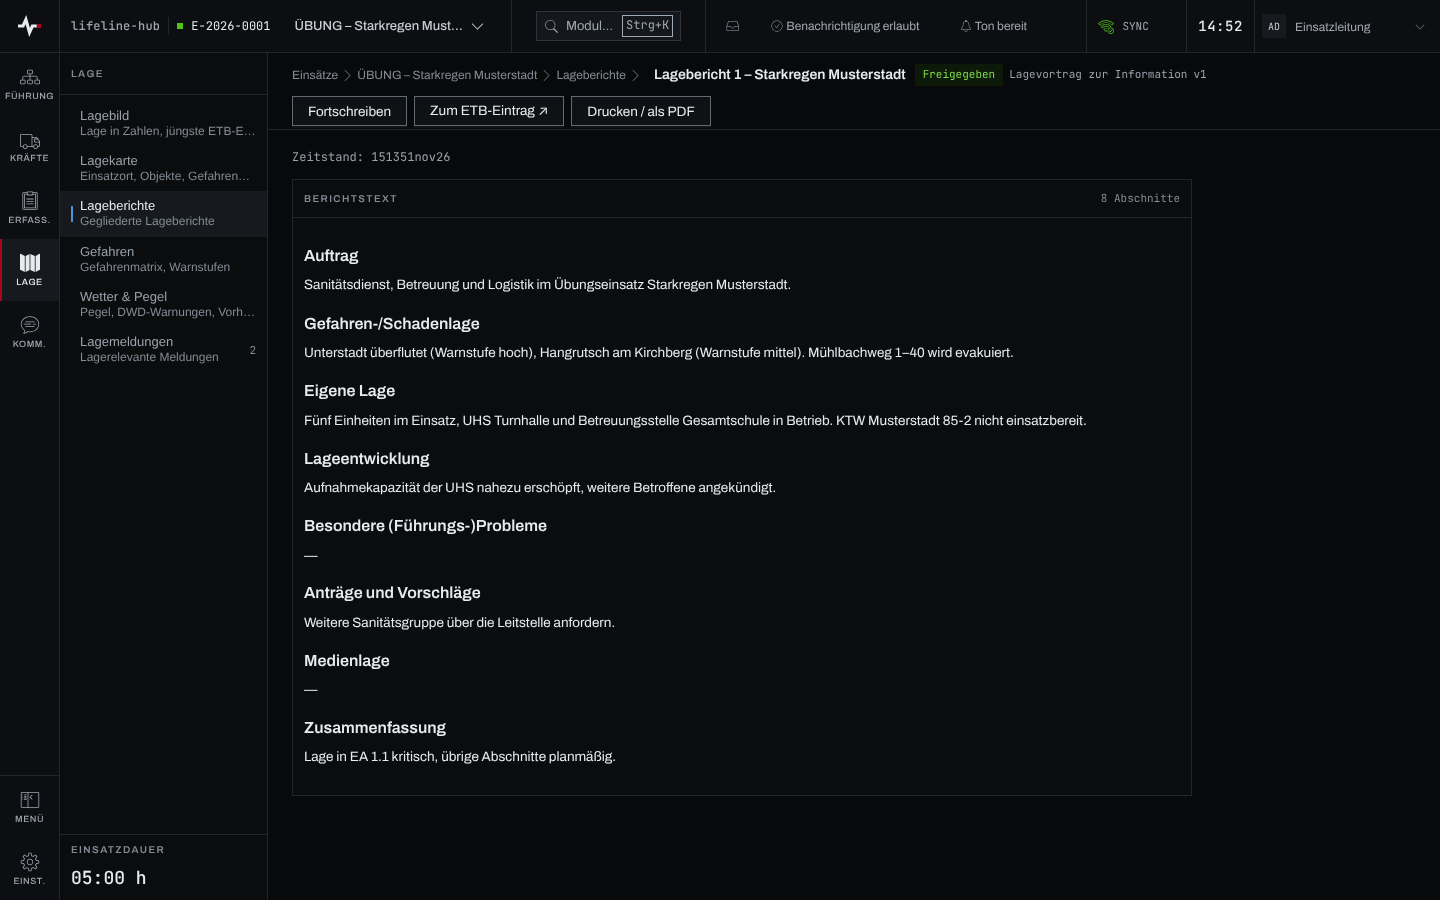 lifeline-hub E-2026-0001 ÜBUNG – Starkregen Must... Modul... Strg+K Benachrichtigung erlaubt Ton bereit SYNC 14:52 AD Einsatzleitung
FÜHRUNG
KRÄFTE
ERFASS.
LAGE
KOMM.
MENÜ
EINST.
LAGE
Lagebild
Lage in Zahlen, jüngste ETB-E...
Lagekarte
Einsatzort, Objekte, Gefahren...
Lageberichte
Gegliederte Lageberichte
Gefahren
Gefahrenmatrix, Warnstufen
Wetter & Pegel
Pegel, DWD-Warnungen, Vorh...
Lagemeldungen
Lagerelevante Meldungen 2
EINSATZDAUER
05:00 h
Einsätze ÜBUNG – Starkregen Musterstadt Lageberichte Lagebericht 1 – Starkregen Musterstadt Freigegeben Lagevortrag zur Information v1
Fortschreiben Zum ETB-Eintrag ↗ Drucken / als PDF
Zeitstand: 151351nov26
BERICHTSTEXT 8 Abschnitte
Auftrag
Sanitätsdienst, Betreuung und Logistik im Übungseinsatz Starkregen Musterstadt.
Gefahren-/Schadenlage
Unterstadt überflutet (Warnstufe hoch), Hangrutsch am Kirchberg (Warnstufe mittel). Mühlbachweg 1–40 wird evakuiert.
Eigene Lage
Fünf Einheiten im Einsatz, UHS Turnhalle und Betreuungsstelle Gesamtschule in Betrieb. KTW Musterstadt 85-2 nicht einsatzbereit.
Lageentwicklung
Aufnahmekapazität der UHS nahezu erschöpft, weitere Betroffene angekündigt.
Besondere (Führungs-)Probleme
—
Anträge und Vorschläge
Weitere Sanitätsgruppe über die Leitstelle anfordern.
Medienlage
—
Zusammenfassung
Lage in EA 1.1 kritisch, übrige Abschnitte planmäßig.